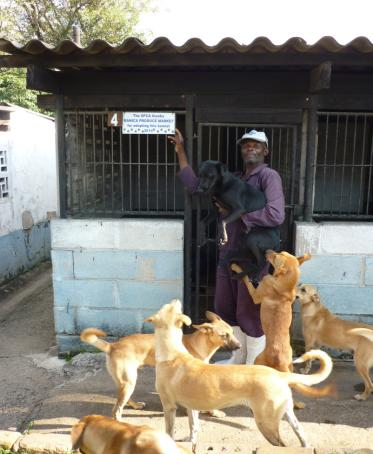 4
The SPCA thanks
MANICA PRODUCE MARKET
for adopting this kennel